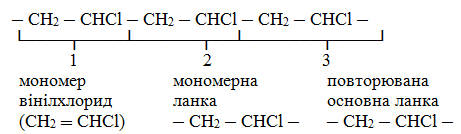 – CH₂ – CHCl – CH₂ – CHCl – CH₂ – CHCl –
1 2 3
мономер мономерна повторювана
вінілхлорид ланка основна ланка
(CH₂ = CHCl) – CH₂ – CHCl – – CH₂ – CHCl –